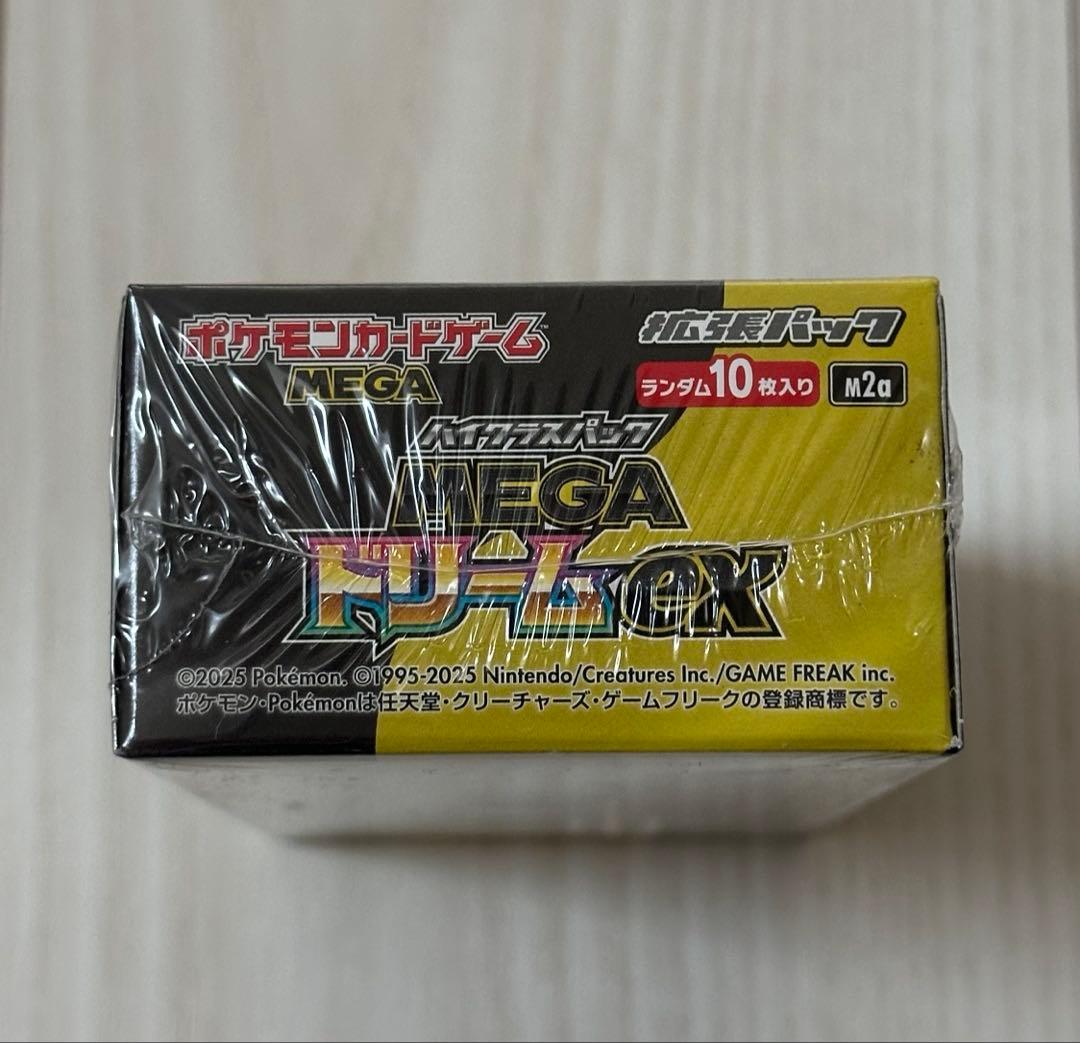 ポケモンカードゲーム™
MEGA
拡張パック
ランダム10枚入り
M2a
ハイクラスパック
MEGA
ドリームex
©2025 Pokémon. ©1995-2025 Nintendo/Creatures Inc./GAME FREAK inc.
ポケモン・Pokémonは任天堂・クリーチャーズ・ゲームフリークの登録商標です。